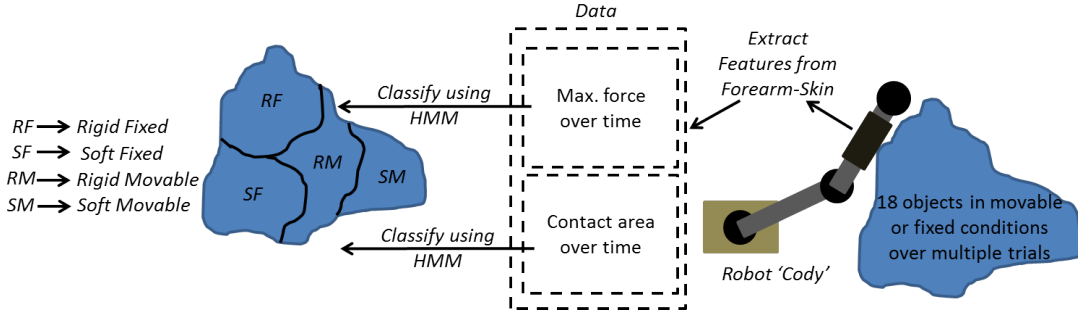 Data
Extract
Features from
Forearm-Skin
RF
RM
SF
SM
RF → Rigid Fixed
SF → Soft Fixed
RM → Rigid Movable
SM → Soft Movable
Classify using
HMM
Max. force
over time
Classify using
HMM
Contact area
over time
18 objects in movable
or fixed conditions
over multiple trials
Robot ‘Cody’